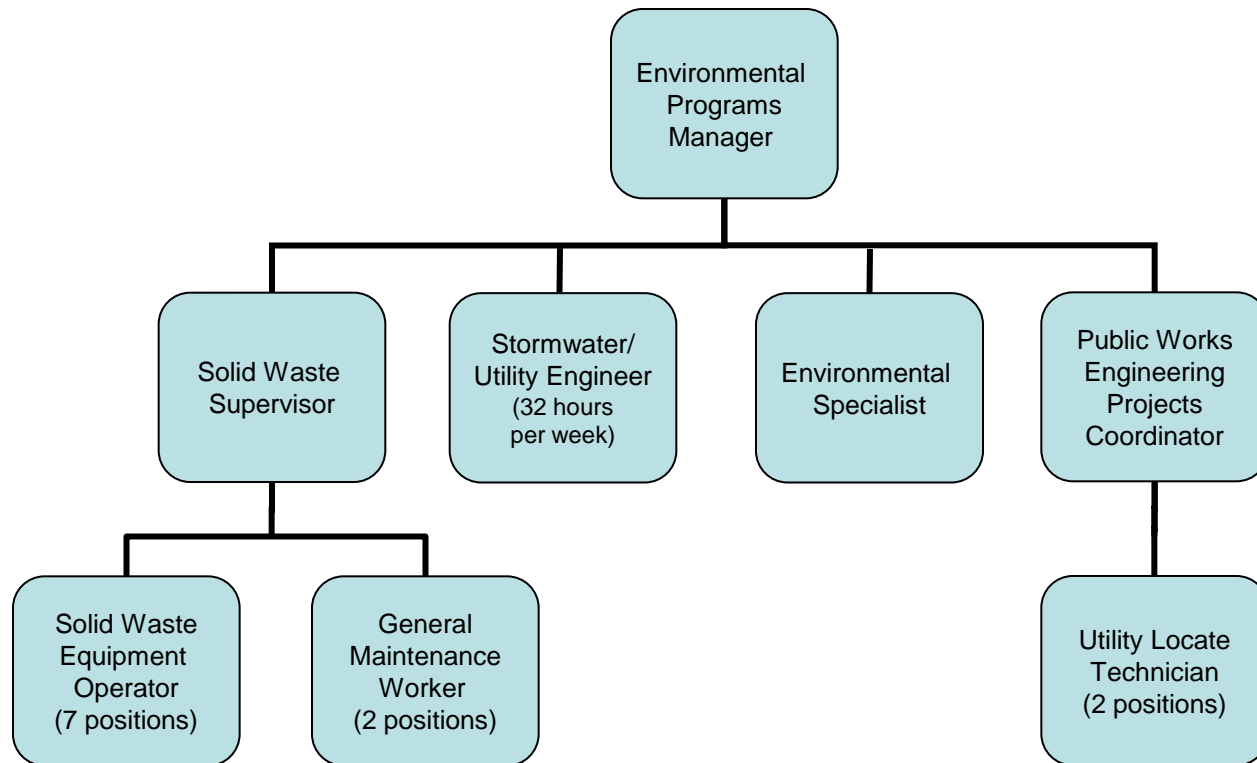 Environmental
Programs
Manager
Solid Waste
Supervisor
Stormwater/
Utility Engineer
(32 hours
per week)
Environmental
Specialist
Public Works
Engineering
Projects
Coordinator
Solid Waste
Equipment
Operator
(7 positions)
General
Maintenance
Worker
(2 positions)
Utility Locate
Technician
(2 positions)